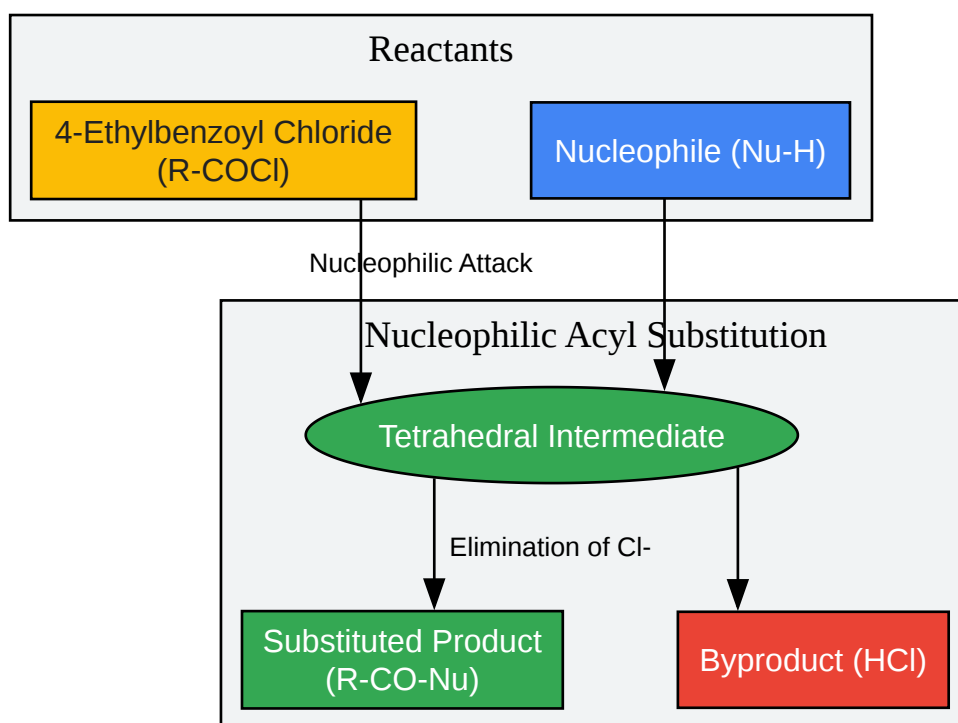 Reactants
4-Ethylbenzoyl Chloride
(R-COCl)
Nucleophile (Nu-H)
Nucleophilic Attack
Nucleophilic Acyl Substitution
Tetrahedral Intermediate
Elimination of Cl-
Substituted Product
(R-CO-Nu)
Byproduct (HCl)